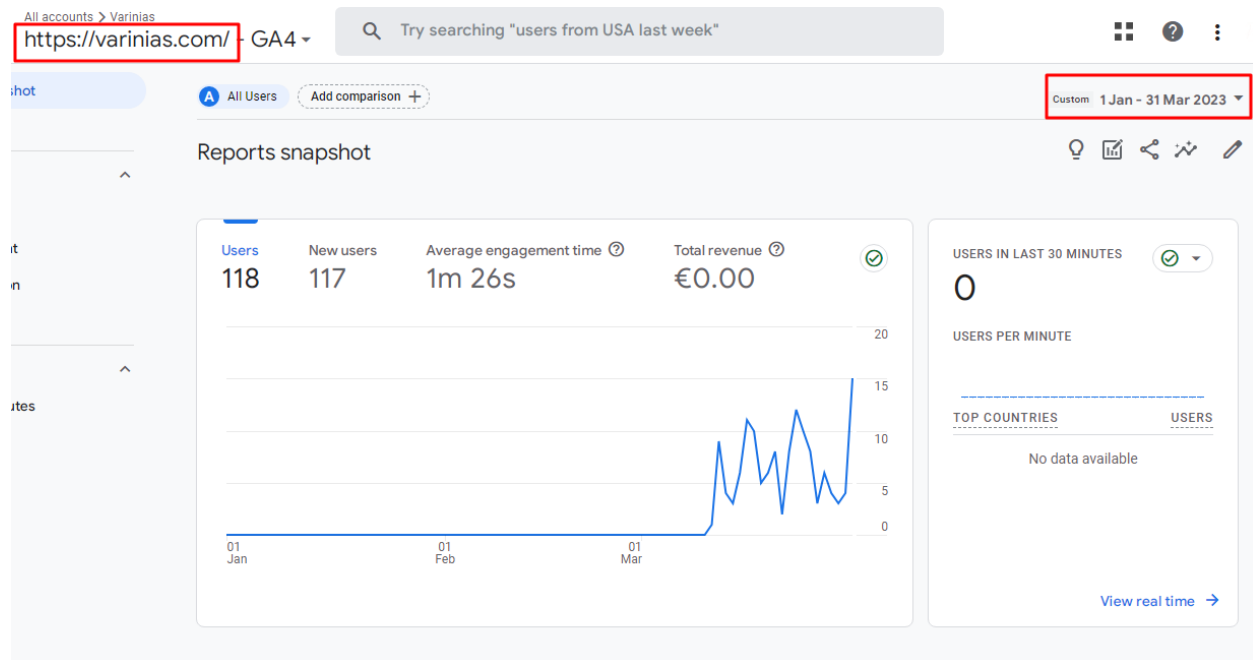 All accounts > Varinias
https://varinias.com/ - GA4
Try searching "users from USA last week"
shot
All Users
Add comparison +
Custom 1 Jan - 31 Mar 2023
Reports snapshot
Users
118
New users
117
Average engagement time
1m 26s
Total revenue
€0.00
20
15
10
5
0
01
Jan
01
Feb
01
Mar
USERS IN LAST 30 MINUTES
0
USERS PER MINUTE
TOP COUNTRIES USERS
No data available
View real time
t
on
utes